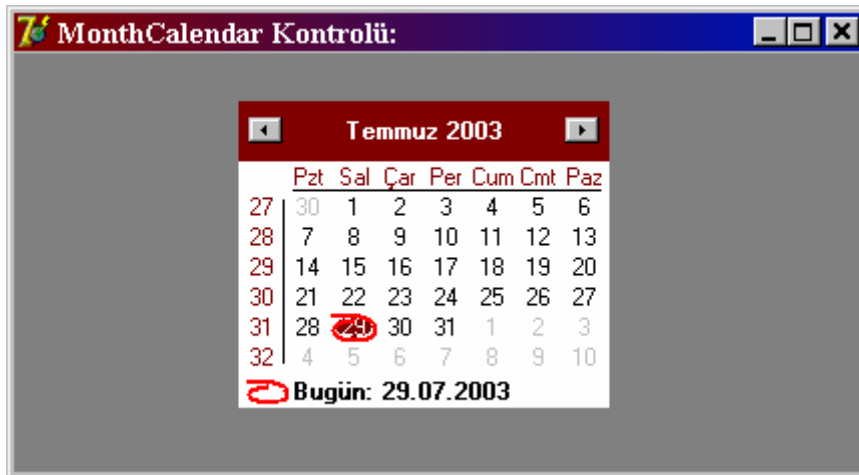 MonthCalendar Kontrolü:
Temmuz 2003
Pzt Sal Çar Per Cum Cmt Paz
27 30 1 2 3 4 5 6
28 7 8 9 10 11 12 13
29 14 15 16 17 18 19 20
30 21 22 23 24 25 26 27
31 28 29 30 31 1 2 3
32 4 5 6 7 8 9 10
Bugün: 29.07.2003